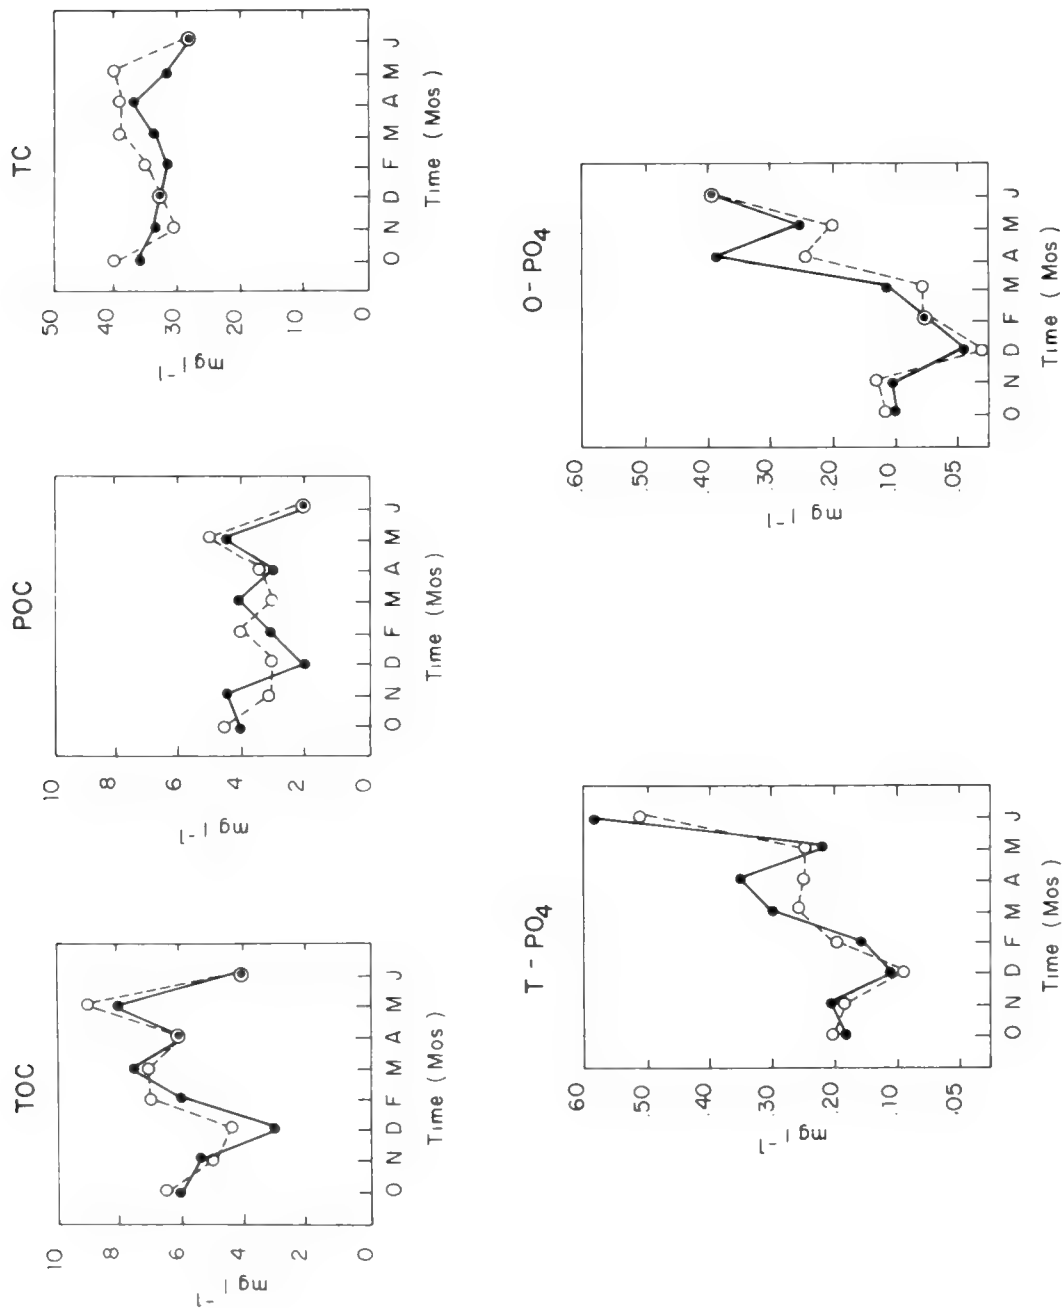 TOC
10
8
6
4
2
0
mg l⁻¹
O N D F M A M J
Time (Mos)
POC
10
8
6
4
2
0
mg l⁻¹
O N D F M A M J
Time (Mos)
TC
50
40
30
20
10
0
mg l⁻¹
O N D F M A M J
Time (Mos)
T - PO₄
.60
.50
.40
.30
.20
.10
.05
mg l⁻¹
O N D F M A M J
Time (Mos)
O - PO₄
.60
.50
.40
.30
.20
.10
.05
mg l⁻¹
O N D F M A M J
Time (Mos)